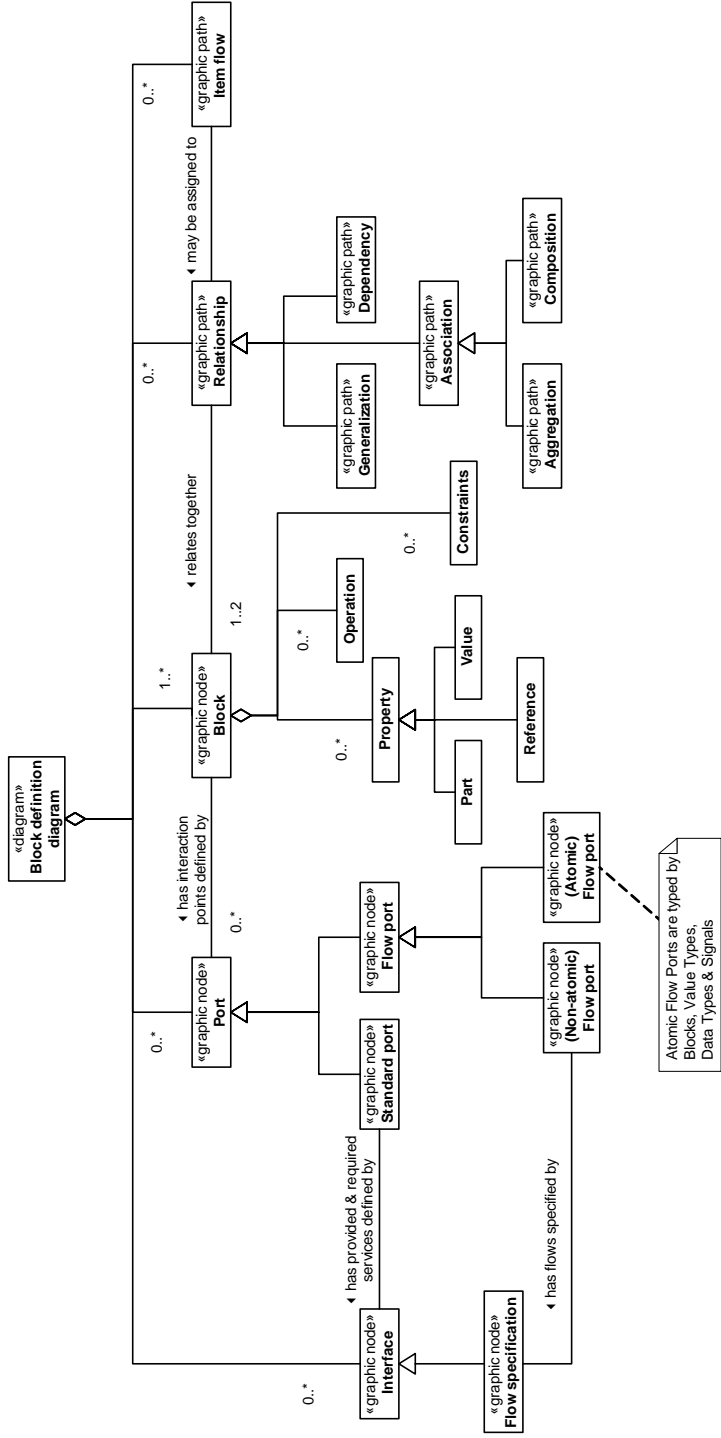 «diagram»
Block definition
diagram
0..*
0..*
1..*
0..*
0..*
«graphic node»
Port
◄ has interaction
points defined by
0..*
«graphic node»
Block
◄ relates together
1..2
«graphic path»
Relationship
◄ may be assigned to
«graphic path»
Item flow
«graphic node»
Interface
◄ has provided & required
services defined by
«graphic node»
Standard port
«graphic node»
Flow port
0..*
Property
0..*
Operation
0..*
Constraints
«graphic path»
Generalization
«graphic path»
Dependency
«graphic path»
Association
Part
Value
Reference
«graphic path»
Aggregation
«graphic path»
Composition
«graphic node»
Flow specification
◄ has flows specified by
«graphic node»
(Non-atomic)
Flow port
«graphic node»
(Atomic)
Flow port
Atomic Flow Ports are typed by
Blocks, Value Types,
Data Types & Signals